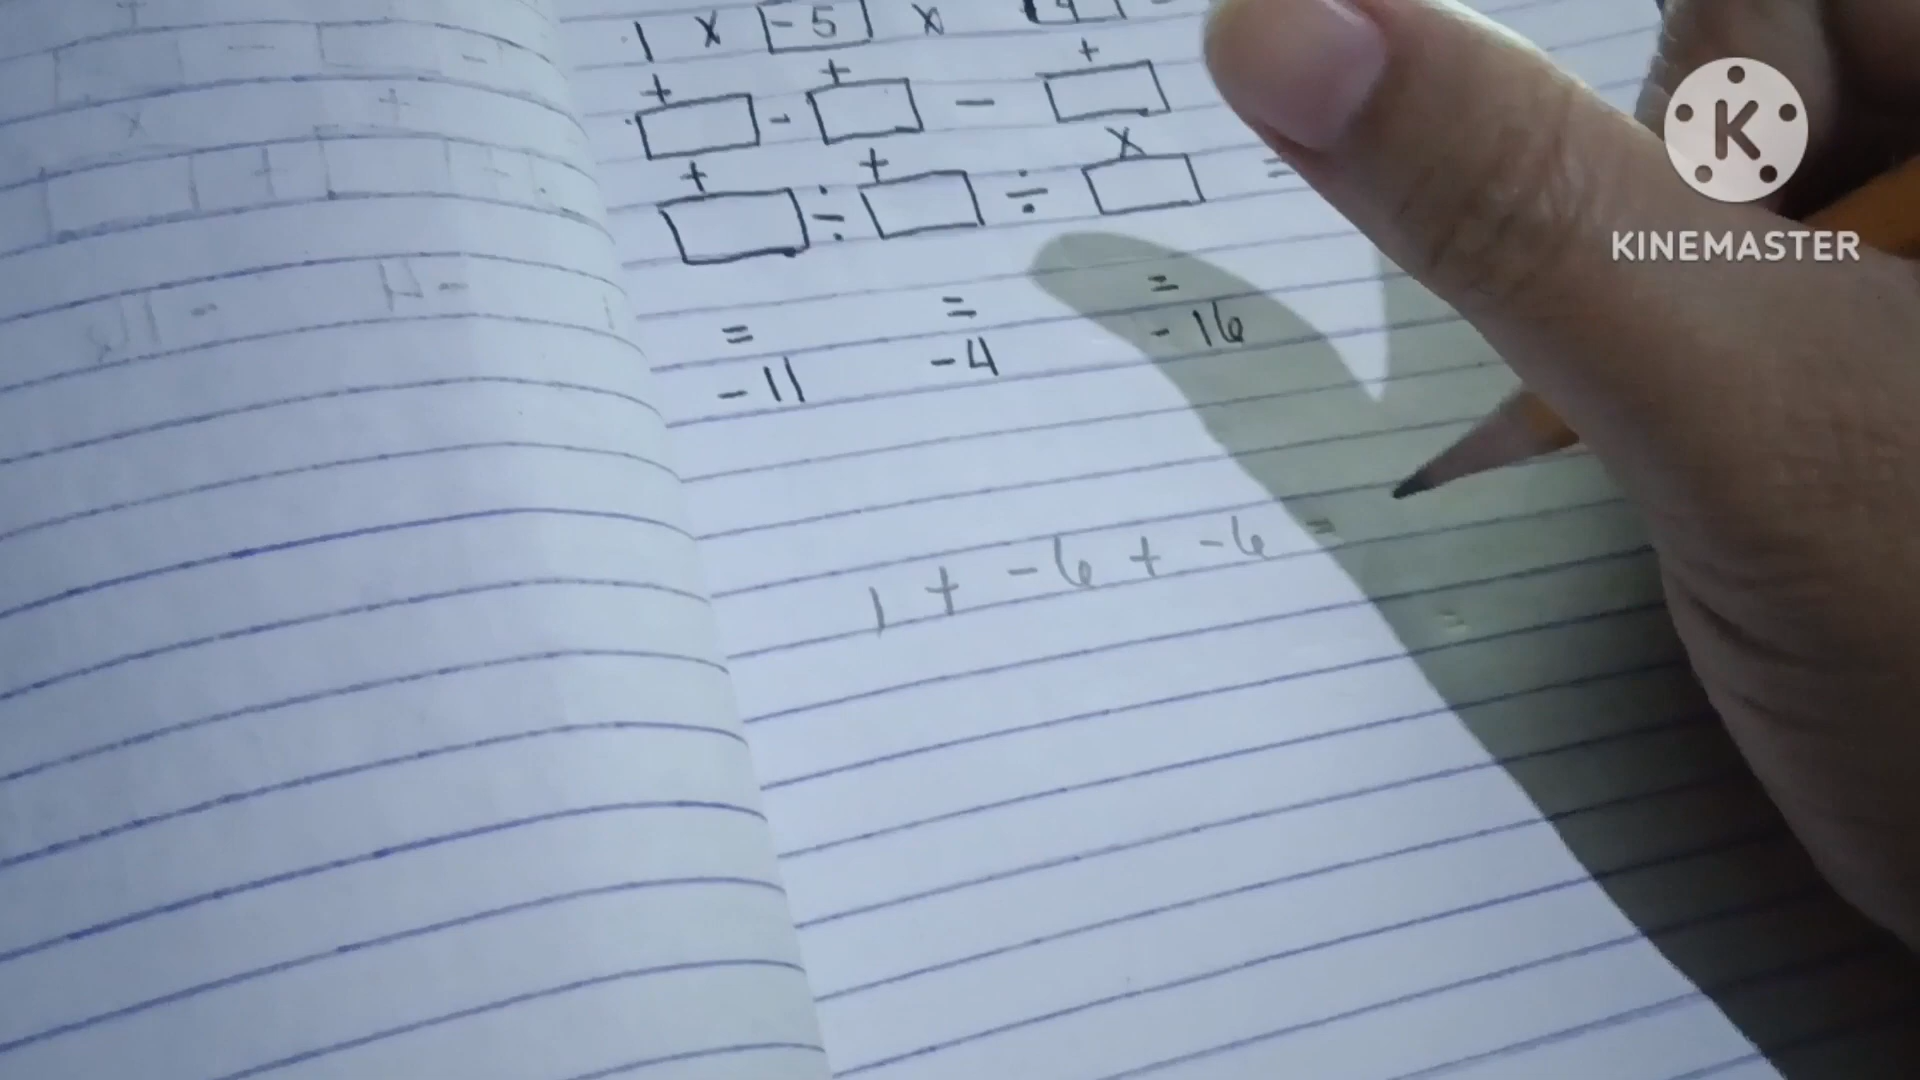 1 x -5 x
+ + +
- -
+ + x
÷ ÷ =
= = =
-11 -4 -16
1 + -6 + -6 =
K
KINEMASTER